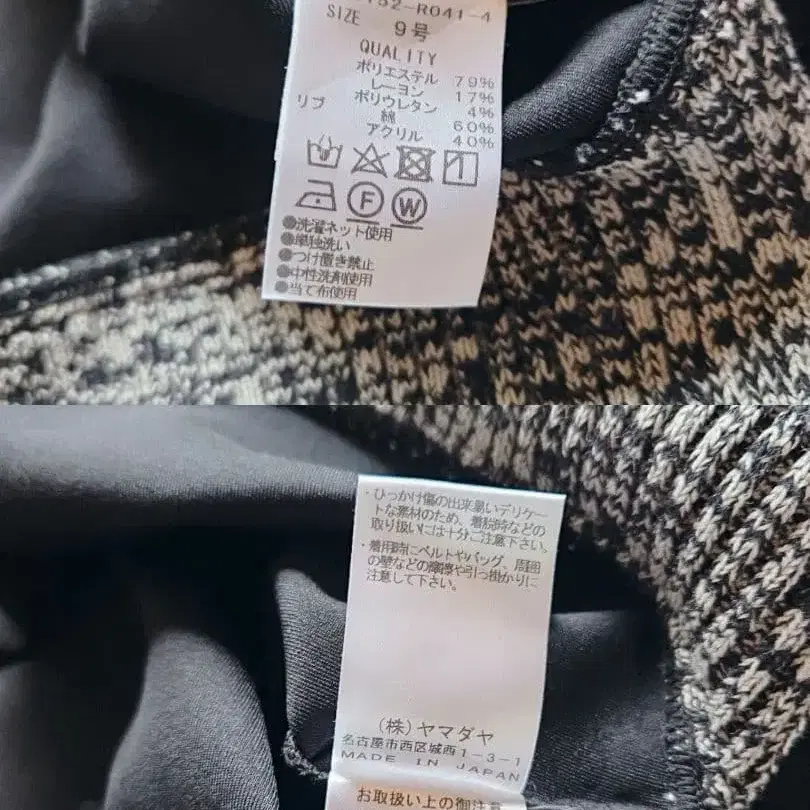 152-R041-4
SIZE 9号
QUALITY
ポリエステル 79%
レーヨン 17%
ポリウレタン 4%
リブ 綿 60%
アクリル 40%
F W
●洗濯ネット使用
●単独洗い
●つけ置き禁止
●中性洗剤使用
●当て布使用
・ひっかけ傷の出来易いデリケー
トな素材のため、着脱時などの
取り扱いには十分ご注意下さい。
・着用時にベルトやバッグ、周囲
の壁などの摩擦や引っ掛かりに
注意して下さい。
(株)ヤマダヤ
名古屋市西区城西1-3-1
MADE IN JAPAN
お取扱い上の御注意